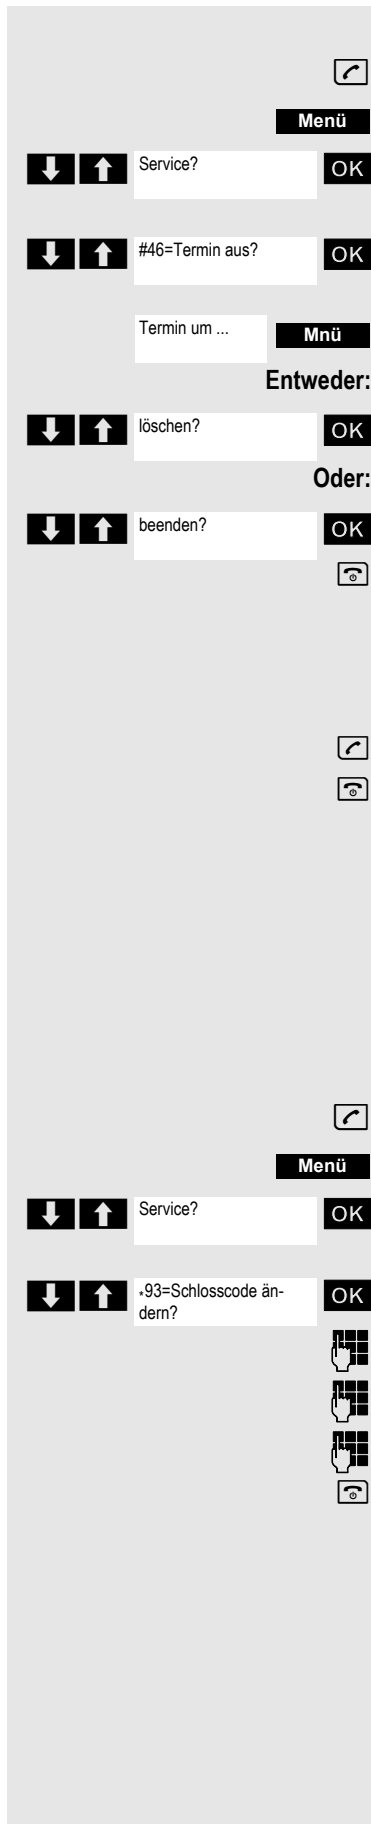 Menü
Service? OK
#46=Termin aus? OK
Termin um ... Mnü
Entweder:
löschen? OK
Oder:
beenden? OK
Menü
Service? OK
*93=Schlosscode än- OK
dern?